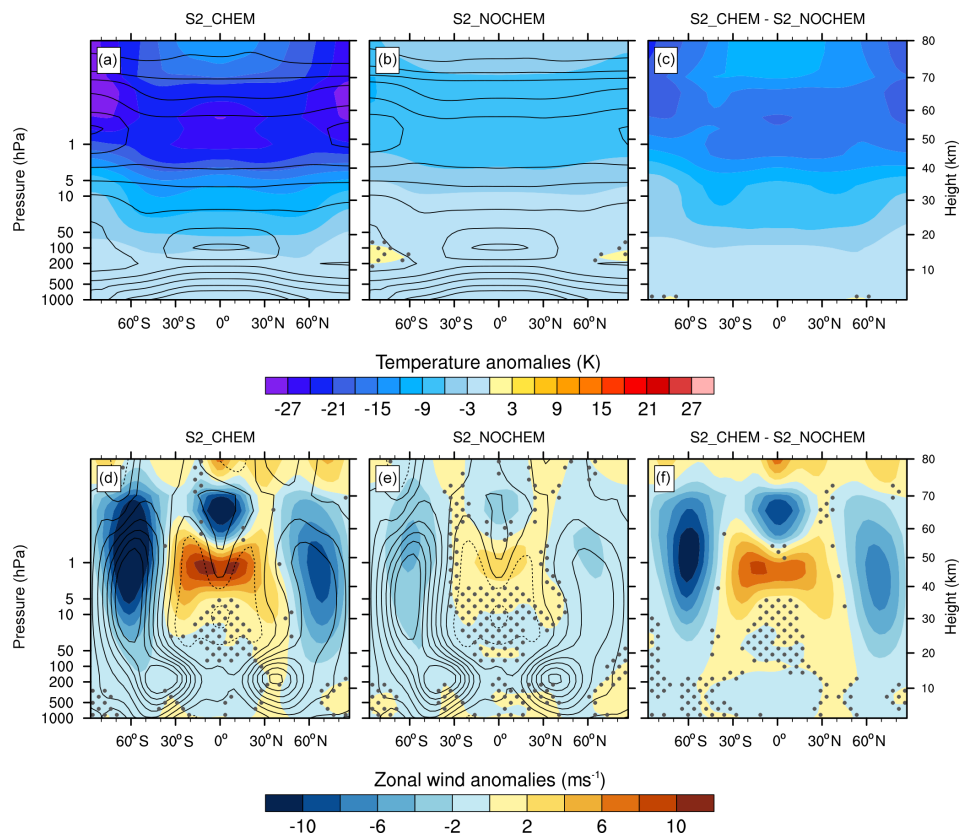 S2_CHEM S2_NOCHEM S2_CHEM - S2_NOCHEM
(a) (b) (c)
Pressure (hPa)
1
5
10
50
100
200
500
1000
80
70
60
50
40
30
20
10
Height (km)
60°S 30°S 0° 30°N 60°N 60°S 30°S 0° 30°N 60°N 60°S 30°S 0° 30°N 60°N
Temperature anomalies (K)
-27 -21 -15 -9 -3 3 9 15 21 27
S2_CHEM S2_NOCHEM S2_CHEM - S2_NOCHEM
(d) (e) (f)
Pressure (hPa)
1
5
10
50
100
200
500
1000
80
70
60
50
40
30
20
10
Height (km)
60°S 30°S 0° 30°N 60°N 60°S 30°S 0° 30°N 60°N 60°S 30°S 0° 30°N 60°N
Zonal wind anomalies (ms⁻¹)
-10 -6 -2 2 6 10